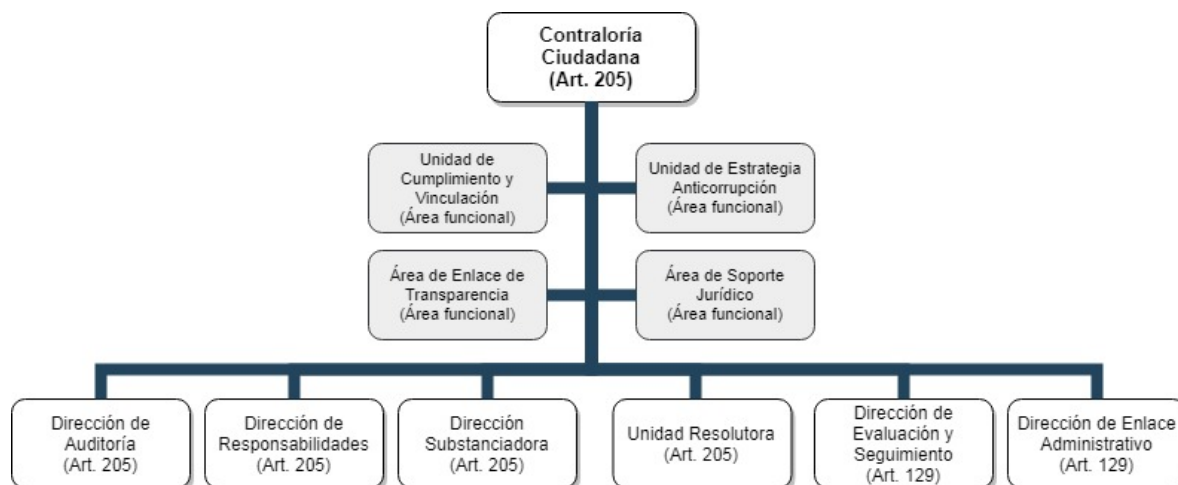 Contraloría
Ciudadana
(Art. 205)
Unidad de
Cumplimiento y
Vinculación
(Área funcional)
Unidad de Estrategia
Anticorrupción
(Área funcional)
Área de Enlace de
Transparencia
(Área funcional)
Área de Soporte
Jurídico
(Área funcional)
Dirección de
Auditoría
(Art. 205)
Dirección de
Responsabilidades
(Art. 205)
Dirección
Substanciadora
(Art. 205)
Unidad Resolutora
(Art. 205)
Dirección de
Evaluación y
Seguimiento
(Art. 129)
Dirección de Enlace
Administrativo
(Art. 129)